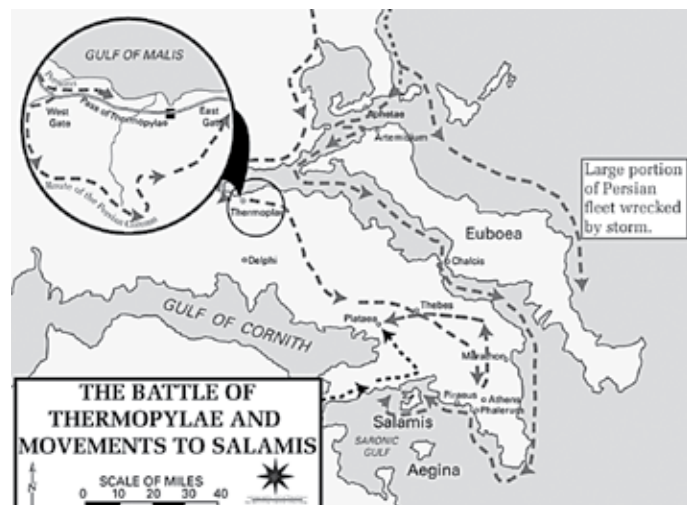 GULF OF MALIS
Persians
Pass of Thermopylae
West
Gate
East
Gate
Route of the Persian Column
Aphetae
Artemisium
Large portion
of Persian
fleet wrecked
by storm.
Thermoplae
Euboea
Delphi
Chalcis
GULF OF CORNITH
Thebes
Plataea
Marathon
Piraeus
Athens
Phalerum
Salamis
SARONIC
GULF
Aegina
THE BATTLE OF
THERMOPYLAE AND
MOVEMENTS TO SALAMIS
N
SCALE OF MILES
0 10 20 30 40